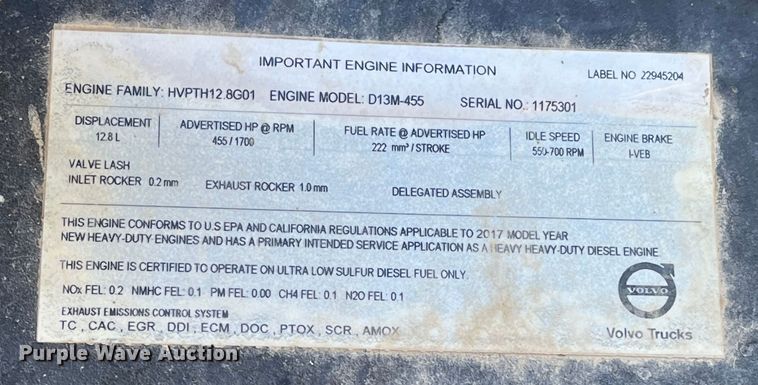 IMPORTANT ENGINE INFORMATION LABEL NO 22945204
ENGINE FAMILY: HVPTH12.8G01 ENGINE MODEL: D13M-455 SERIAL NO: 1175301
DISPLACEMENT ADVERTISED HP @ RPM FUEL RATE @ ADVERTISED HP IDLE SPEED ENGINE BRAKE
12.8 L 455 / 1700 222 mm³ / STROKE 550-700 RPM I-VEB
VALVE LASH
INLET ROCKER 0.2 mm EXHAUST ROCKER 1.0 mm DELEGATED ASSEMBLY
THIS ENGINE CONFORMS TO U.S EPA AND CALIFORNIA REGULATIONS APPLICABLE TO 2017 MODEL YEAR
NEW HEAVY-DUTY ENGINES AND HAS A PRIMARY INTENDED SERVICE APPLICATION AS A HEAVY HEAVY-DUTY DIESEL ENGINE.
THIS ENGINE IS CERTIFIED TO OPERATE ON ULTRA LOW SULFUR DIESEL FUEL ONLY.
NOx FEL: 0.2 NMHC FEL: 0.1 PM FEL: 0.00 CH4 FEL: 0.1 N2O FEL: 0.1
EXHAUST EMISSIONS CONTROL SYSTEM
TC , CAC , EGR , DDI , ECM , DOC , PTOX , SCR , AMOX
VOLVO
Volvo Trucks
Purple Wave Auction